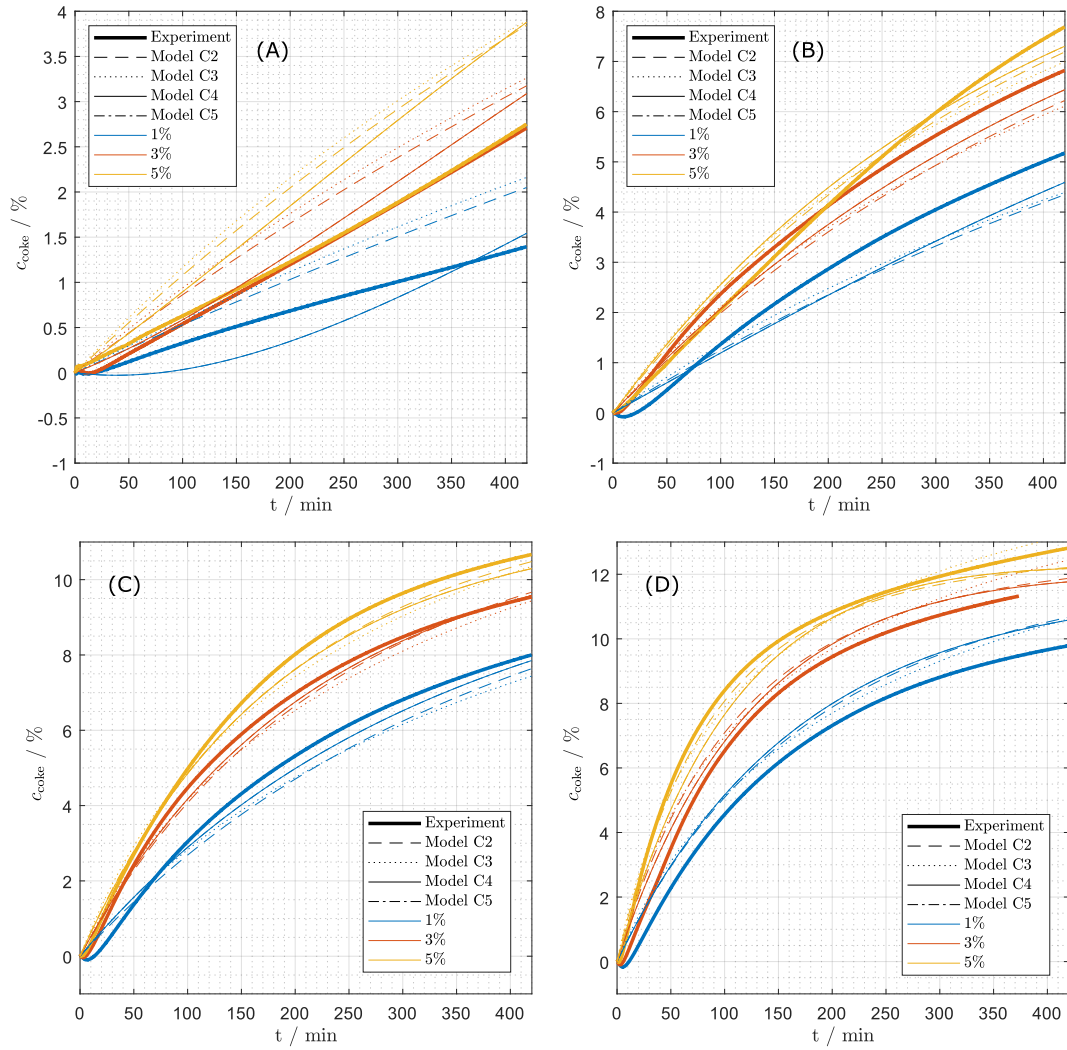 (A)
Experiment
Model C2
Model C3
Model C4
Model C5
1%
3%
5%
4
3.5
3
2.5
2
1.5
1
0.5
0
-0.5
-1
0 50 100 150 200 250 300 350 400
c_coke / %
t / min
(B)
Experiment
Model C2
Model C3
Model C4
Model C5
1%
3%
5%
8
7
6
5
4
3
2
1
0
-1
0 50 100 150 200 250 300 350 400
c_coke / %
t / min
(C)
10
8
6
4
2
0
Experiment
Model C2
Model C3
Model C4
Model C5
1%
3%
5%
0 50 100 150 200 250 300 350 400
c_coke / %
t / min
(D)
12
10
8
6
4
2
0
Experiment
Model C2
Model C3
Model C4
Model C5
1%
3%
5%
0 50 100 150 200 250 300 350 400
c_coke / %
t / min